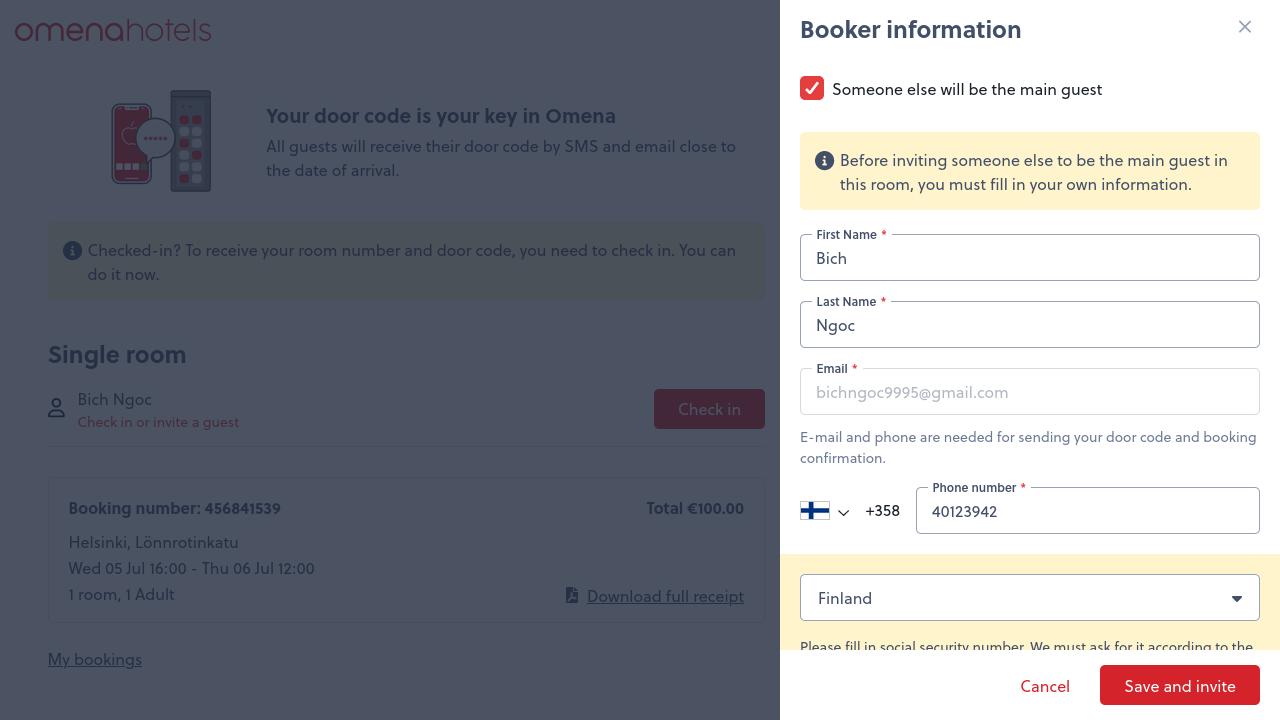 omenahotels
Your door code is your key in Omena
All guests will receive their door code by SMS and email close to
the date of arrival.
Checked-in? To receive your room number and door code, you need to check in. You can
do it now.
Single room
Bich Ngoc
Check in or invite a guest
Check in
Booking number: 456841539
Total €100.00
Helsinki, Lönnrotinkatu
Wed 05 Jul 16:00 - Thu 06 Jul 12:00
1 room, 1 Adult
Download full receipt
My bookings
Booker information
Someone else will be the main guest
Before inviting someone else to be the main guest in
this room, you must fill in your own information.
First Name *
Bich
Last Name *
Ngoc
Email *
bichngoc9995@gmail.com
E-mail and phone are needed for sending your door code and booking
confirmation.
Phone number *
+358
40123942
Finland
Please fill in social security number. We must ask for it according to the
Cancel
Save and invite